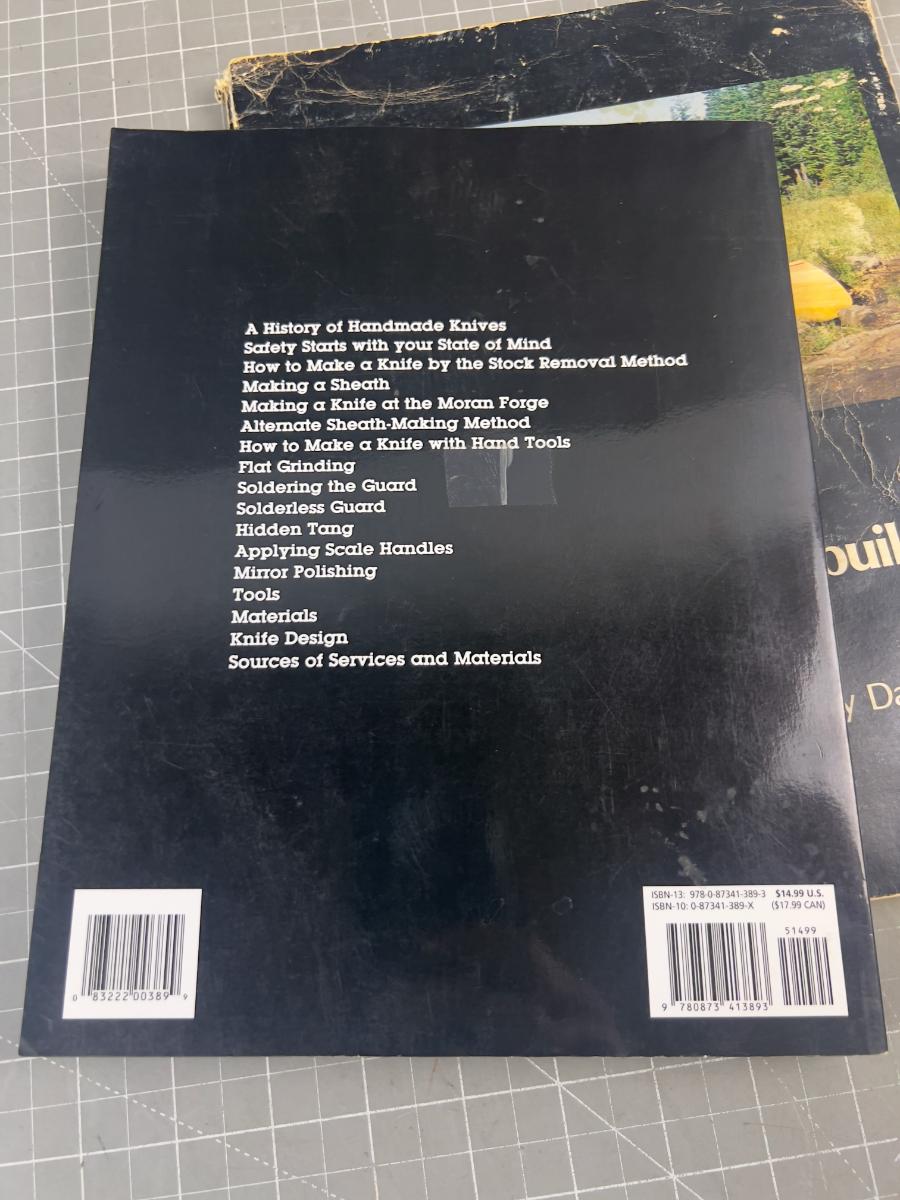 A History of Handmade Knives
Safety Starts with your State of Mind
How to Make a Knife by the Stock Removal Method
Making a Sheath
Making a Knife at the Moran Forge
Alternate Sheath-Making Method
How to Make a Knife with Hand Tools
Flat Grinding
Soldering the Guard
Solderless Guard
Hidden Tang
Applying Scale Handles
Mirror Polishing
Tools
Materials
Knife Design
Sources of Services and Materials
buil
y Da
0 83222 00389 9
ISBN-13: 978-0-87341-389-3 $14.99 U.S.
ISBN-10: 0-87341-389-X ($17.99 CAN)
51499
9 780873 413893